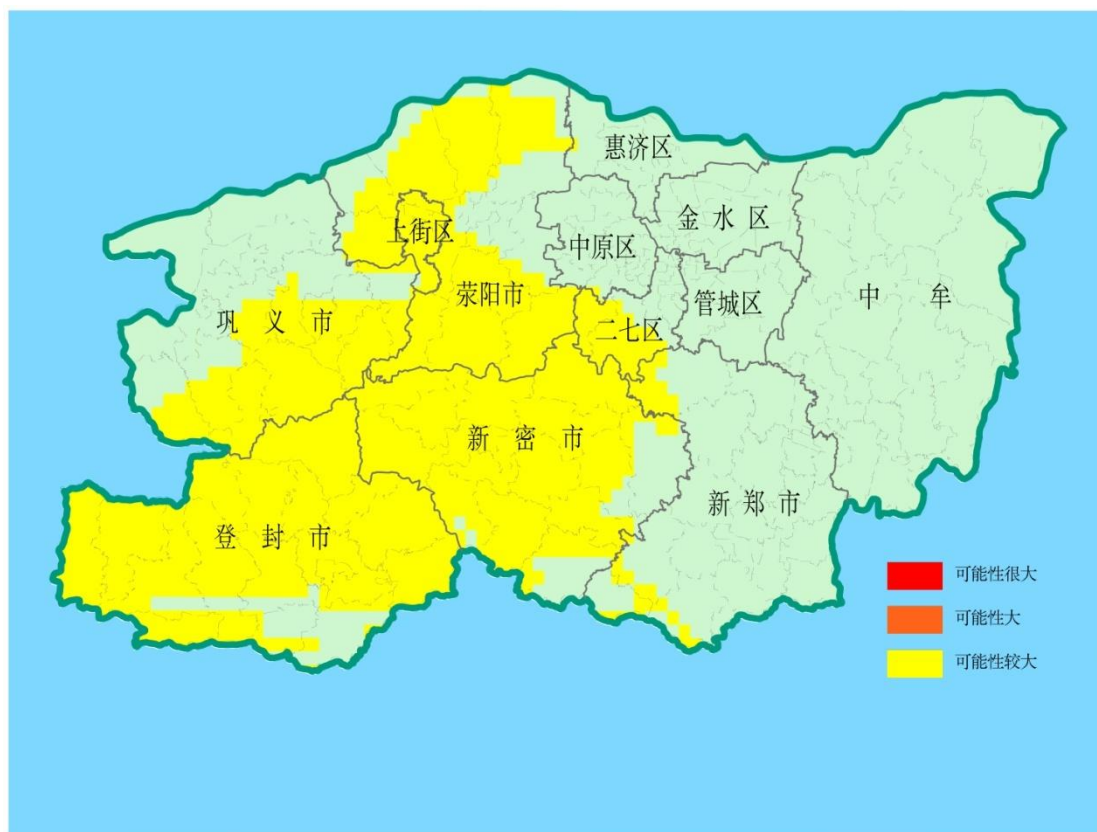 惠济区
金水区
上街区
中原区
中牟
荥阳市
管城区
巩义市
二七区
新密市
新郑市
登封市
可能性很大
可能性大
可能性较大